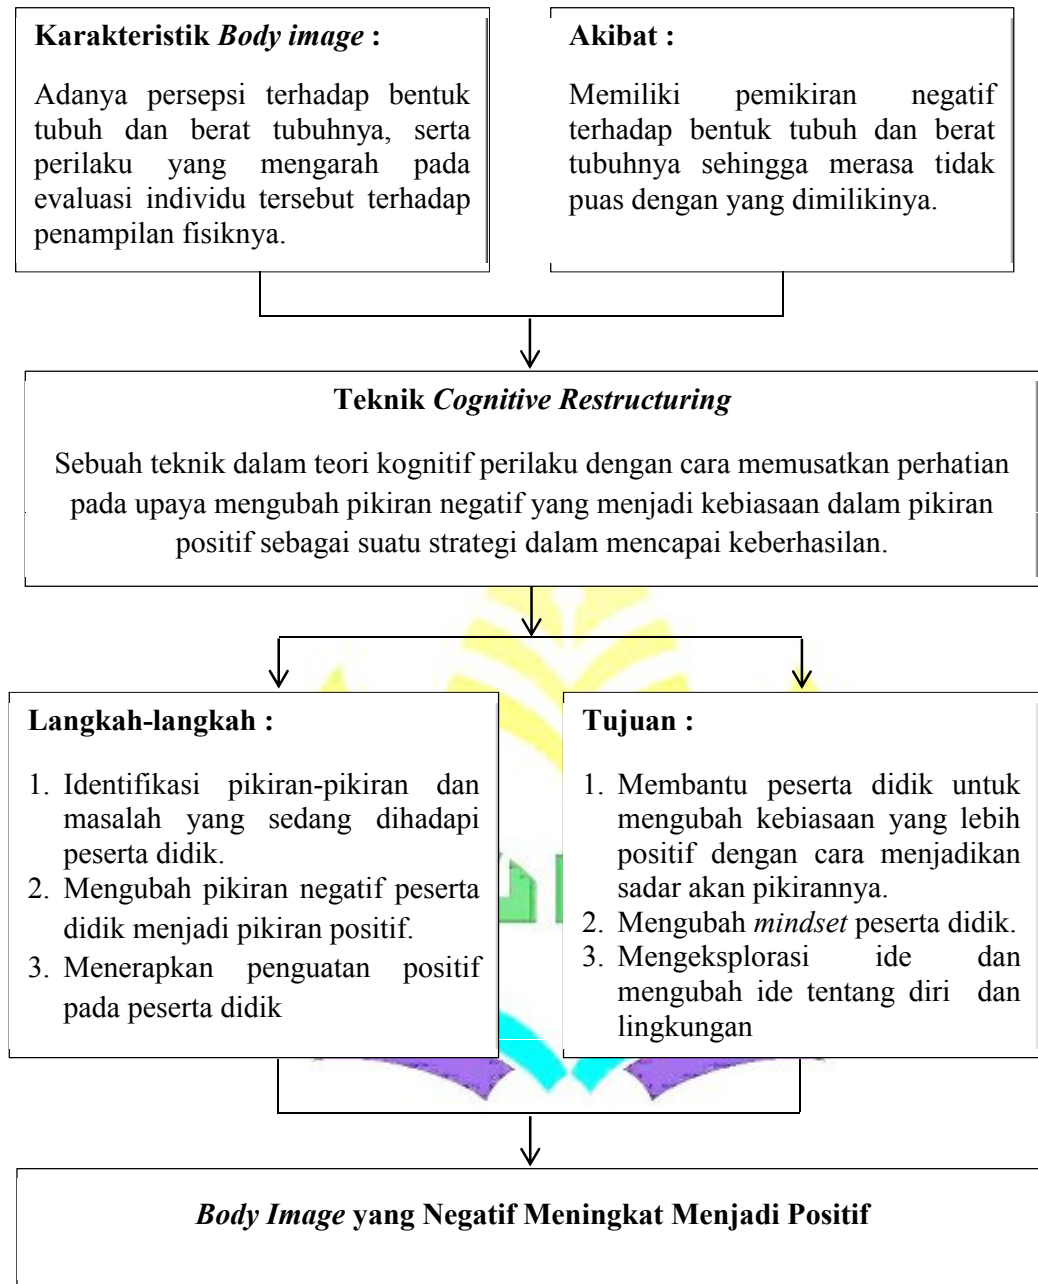 Karakteristik Body image :
Adanya persepsi terhadap bentuk
tubuh dan berat tubuhnya, serta
perilaku yang mengarah pada
evaluasi individu tersebut terhadap
penampilan fisiknya.
Akibat :
Memiliki pemikiran negatif
terhadap bentuk tubuh dan berat
tubuhnya sehingga merasa tidak
puas dengan yang dimilikinya.
Teknik Cognitive Restructuring
Sebuah teknik dalam teori kognitif perilaku dengan cara memusatkan perhatian
pada upaya mengubah pikiran negatif yang menjadi kebiasaan dalam pikiran
positif sebagai suatu strategi dalam mencapai keberhasilan.
Langkah-langkah :
1. Identifikasi pikiran-pikiran dan
masalah yang sedang dihadapi
peserta didik.
2. Mengubah pikiran negatif peserta
didik menjadi pikiran positif.
3. Menerapkan penguatan positif
pada peserta didik
Tujuan :
1. Membantu peserta didik untuk
mengubah kebiasaan yang lebih
positif dengan cara menjadikan
sadar akan pikirannya.
2. Mengubah mindset peserta didik.
3. Mengeksplorasi ide dan
mengubah ide tentang diri dan
lingkungan
Body Image yang Negatif Meningkat Menjadi Positif